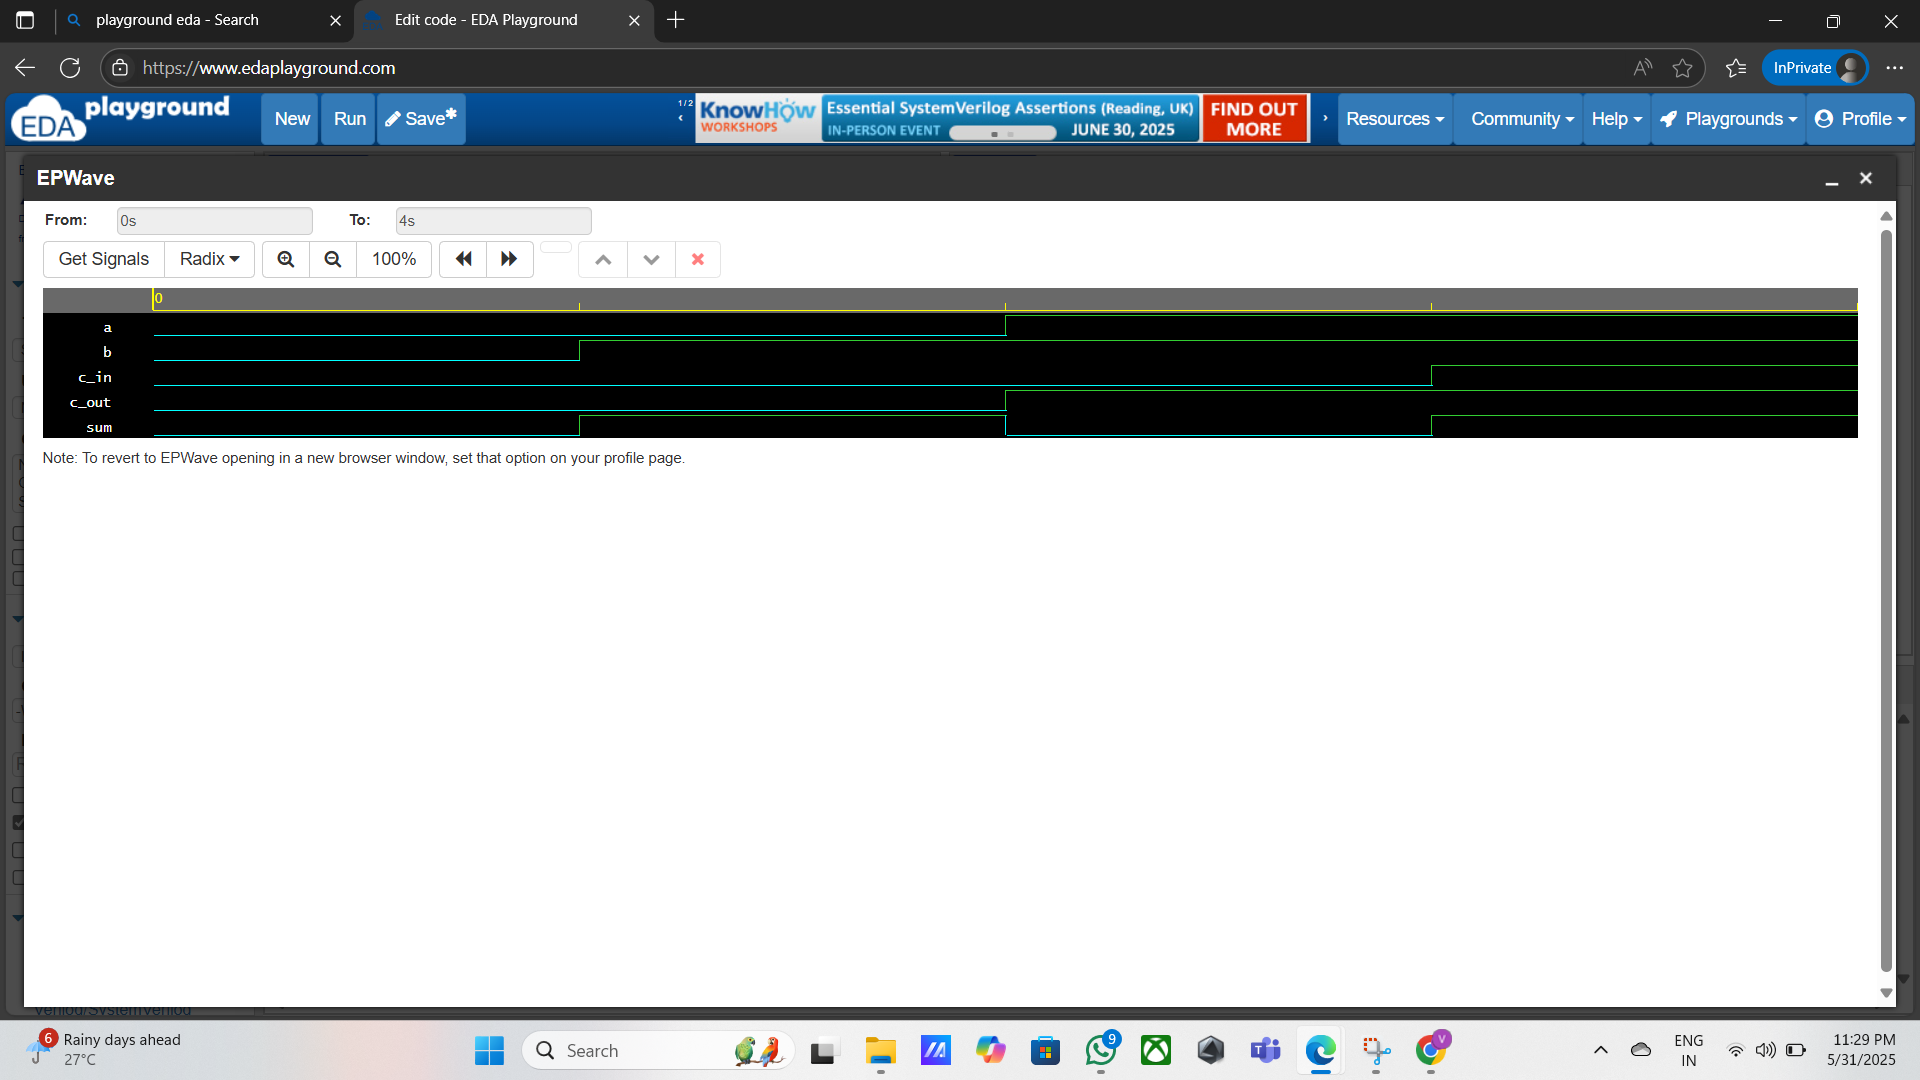 playground eda - Search
Edit code - EDA Playground
https://www.edaplayground.com
InPrivate
EDA playground
New
Run
Save*
1/2
KnowHow
WORKSHOPS
Essential SystemVerilog Assertions (Reading, UK)
IN-PERSON EVENT
JUNE 30, 2025
FIND OUT
MORE
Resources
Community
Help
Playgrounds
Profile
EPWave
From:
0s
To:
4s
Get Signals
Radix
100%
0
a
b
c_in
c_out
sum
Note: To revert to EPWave opening in a new browser window, set that option on your profile page.
Verilog/SystemVerilog
6
Rainy days ahead
27°C
Search
9
V
ENG
IN
11:29 PM
5/31/2025